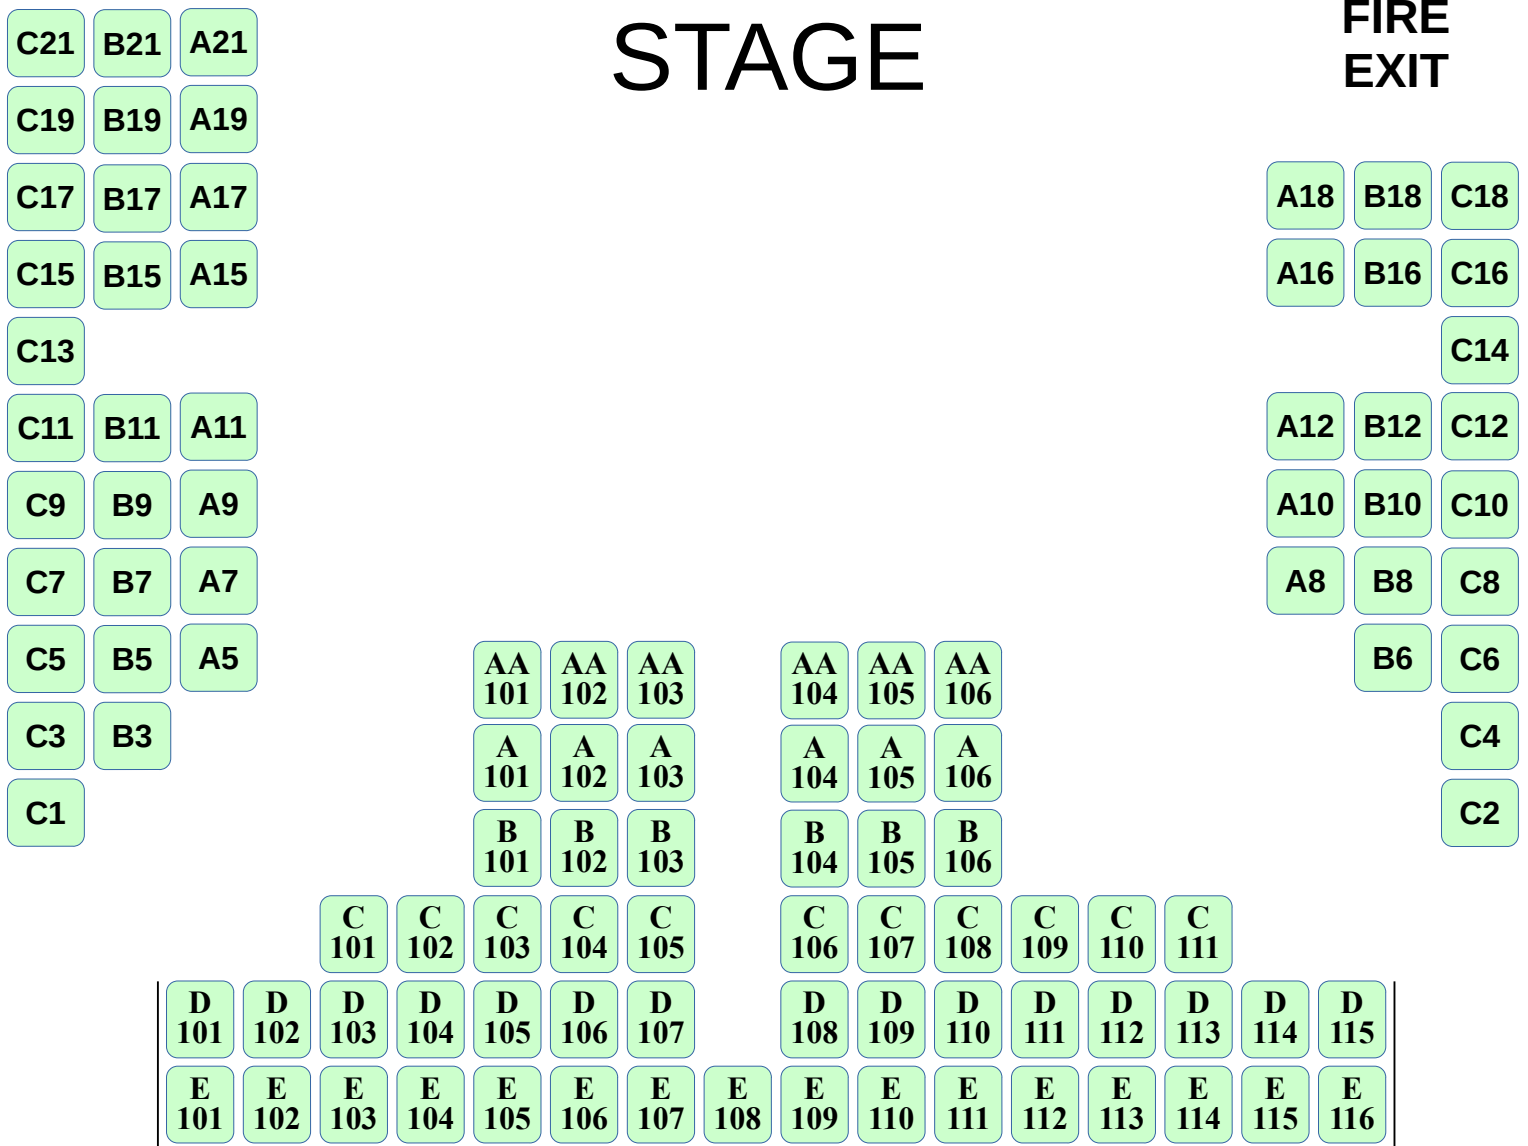 STAGE
FIRE
EXIT
C21 B21 A21
C19 B19 A19
C17 B17 A17 A18 B18 C18
C15 B15 A15 A16 B16 C16
C13 C14
C11 B11 A11 A12 B12 C12
C9 B9 A9 A10 B10 C10
C7 B7 A7 A8 B8 C8
C5 B5 A5 B6 C6
AA AA AA AA AA AA
101 102 103 104 105 106
C3 B3 C4
A A A A A A
101 102 103 104 105 106
C1 C2
B B B B B B
101 102 103 104 105 106
C C C C C C C C C C C
101 102 103 104 105 106 107 108 109 110 111
D D D D D D D D D D D D D D D
101 102 103 104 105 106 107 108 109 110 111 112 113 114 115
E E E E E E E E E E E E E E E E
101 102 103 104 105 106 107 108 109 110 111 112 113 114 115 116